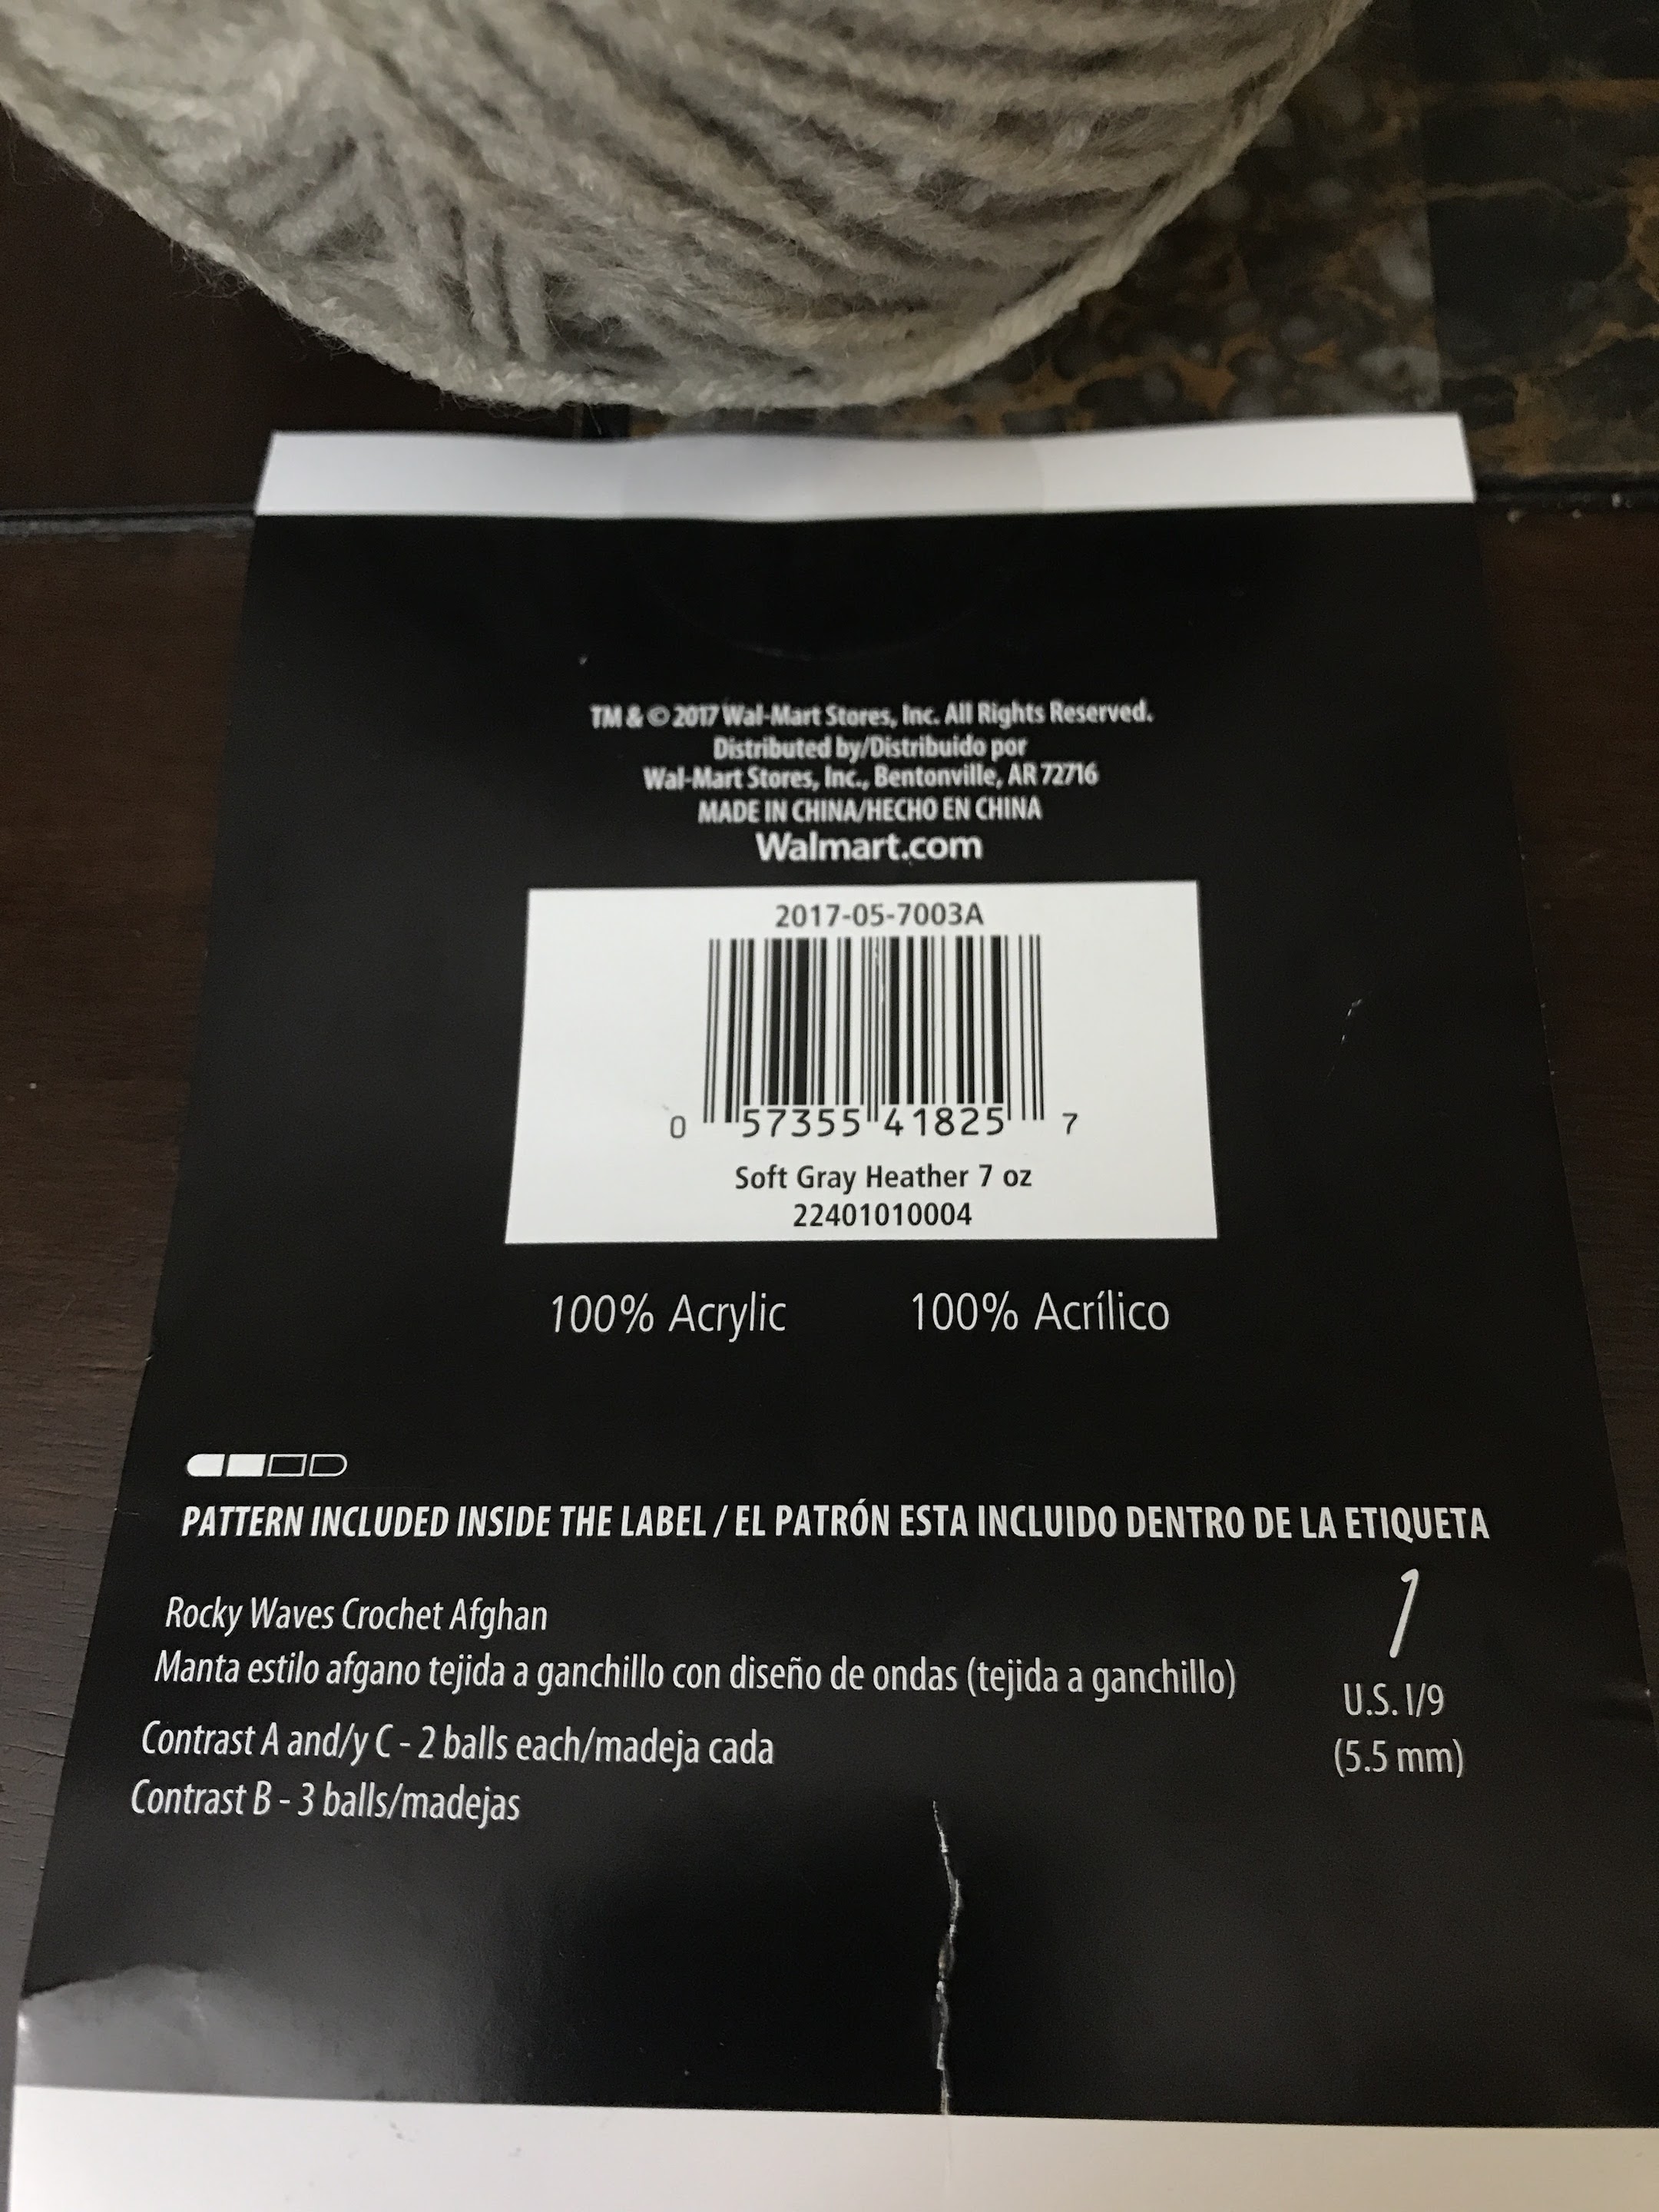 TM & © 2017 Wal-Mart Stores, Inc. All Rights Reserved.
Distributed by/Distribuido por
Wal-Mart Stores, Inc., Bentonville, AR 72716
MADE IN CHINA/HECHO EN CHINA
Walmart.com
2017-05-7003A
0 57355 41825 7
Soft Gray Heather 7 oz
22401010004
100% Acrylic 100% Acrílico
PATTERN INCLUDED INSIDE THE LABEL / EL PATRÓN ESTA INCLUIDO DENTRO DE LA ETIQUETA
Rocky Waves Crochet Afghan
Manta estilo afgano tejida a ganchillo con diseño de ondas (tejida a ganchillo)
U.S. I/9
Contrast A and/y C - 2 balls each/madeja cada
(5.5 mm)
Contrast B - 3 balls/madejas